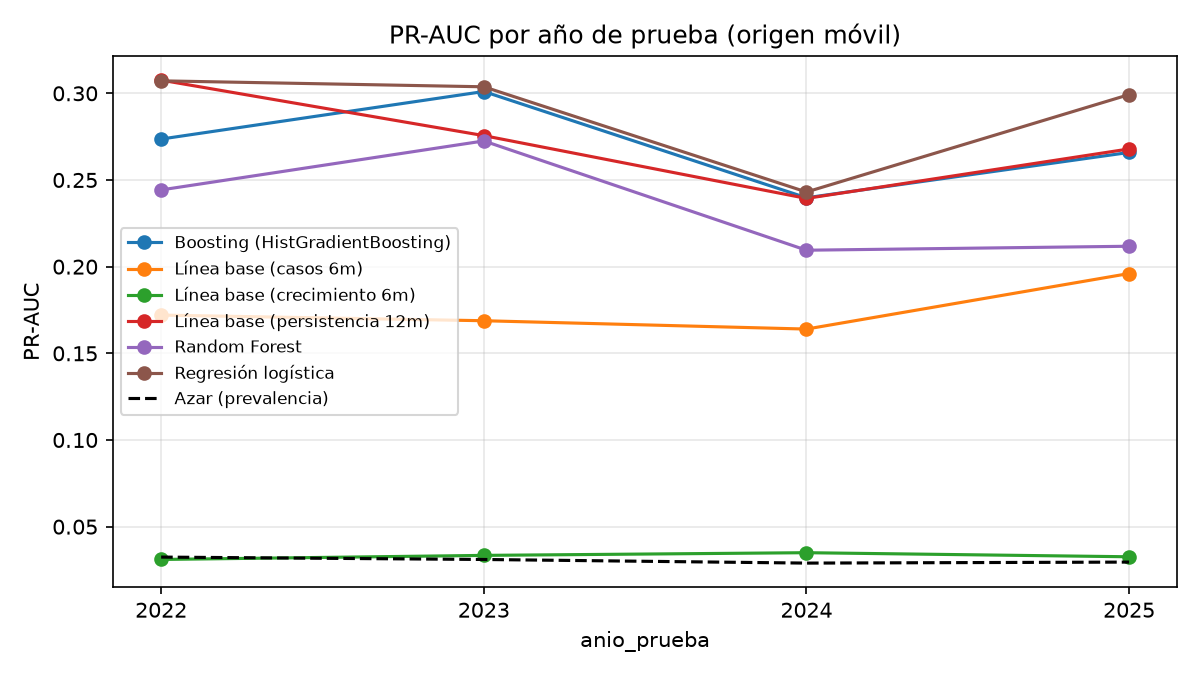 PR-AUC por año de prueba (origen móvil)
PR-AUC
0.30
0.25
0.20
0.15
0.10
0.05
Boosting (HistGradientBoosting)
Línea base (casos 6m)
Línea base (crecimiento 6m)
Línea base (persistencia 12m)
Random Forest
Regresión logística
Azar (prevalencia)
2022 2023 2024 2025
anio_prueba